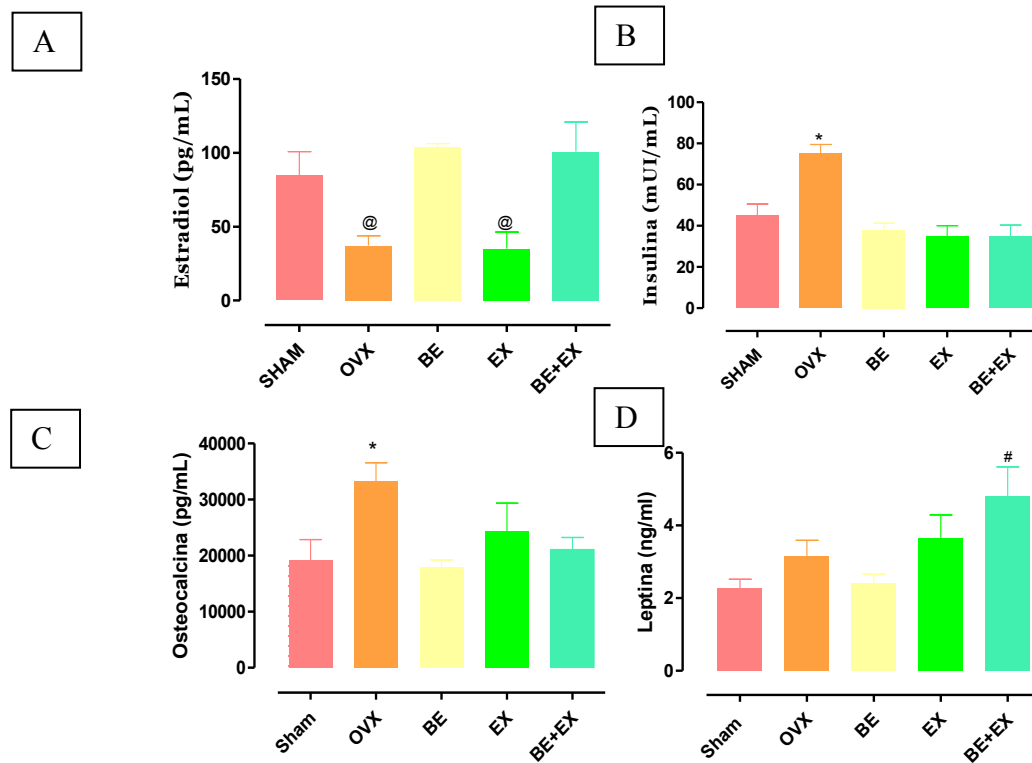 A
Estradiol (pg/mL)
150
100
50
0
@
@
SHAM
OVX
BE
EX
BE+EX
B
Insulina (mUI/mL)
100
80
60
40
20
0
*
SHAM
OVX
BE
EX
BE+EX
C
Osteocalcina (pg/mL)
40000
30000
20000
10000
0
*
Sham
OVX
BE
EX
BE+EX
D
Leptina (ng/ml)
6
4
2
0
#
Sham
OVX
BE
EX
BE+EX